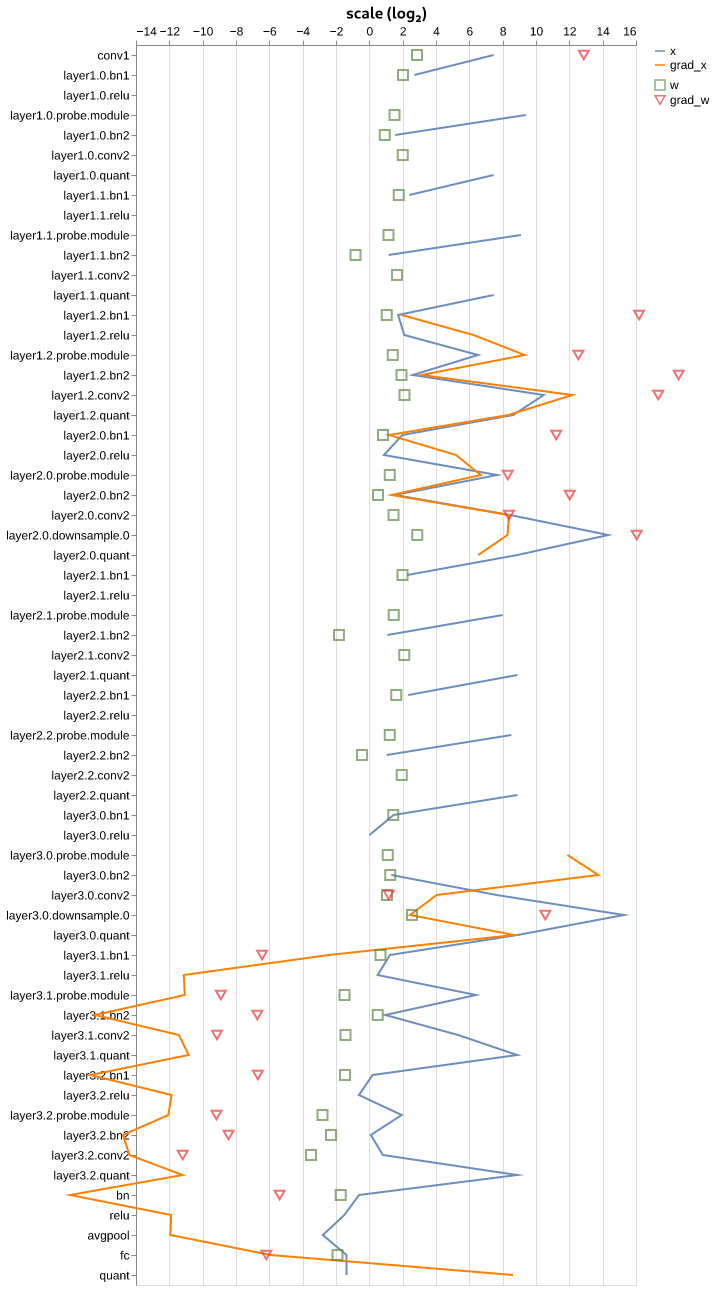 scale (log₂)
−14 −12 −10 −8 −6 −4 −2 0 2 4 6 8 10 12 14 16
x
grad_x
w
grad_w
conv1
layer1.0.bn1
layer1.0.relu
layer1.0.probe.module
layer1.0.bn2
layer1.0.conv2
layer1.0.quant
layer1.1.bn1
layer1.1.relu
layer1.1.probe.module
layer1.1.bn2
layer1.1.conv2
layer1.1.quant
layer1.2.bn1
layer1.2.relu
layer1.2.probe.module
layer1.2.bn2
layer1.2.conv2
layer1.2.quant
layer2.0.bn1
layer2.0.relu
layer2.0.probe.module
layer2.0.bn2
layer2.0.conv2
layer2.0.downsample.0
layer2.0.quant
layer2.1.bn1
layer2.1.relu
layer2.1.probe.module
layer2.1.bn2
layer2.1.conv2
layer2.1.quant
layer2.2.bn1
layer2.2.relu
layer2.2.probe.module
layer2.2.bn2
layer2.2.conv2
layer2.2.quant
layer3.0.bn1
layer3.0.relu
layer3.0.probe.module
layer3.0.bn2
layer3.0.conv2
layer3.0.downsample.0
layer3.0.quant
layer3.1.bn1
layer3.1.relu
layer3.1.probe.module
layer3.1.bn2
layer3.1.conv2
layer3.1.quant
layer3.2.bn1
layer3.2.relu
layer3.2.probe.module
layer3.2.bn2
layer3.2.conv2
layer3.2.quant
bn
relu
avgpool
fc
quant